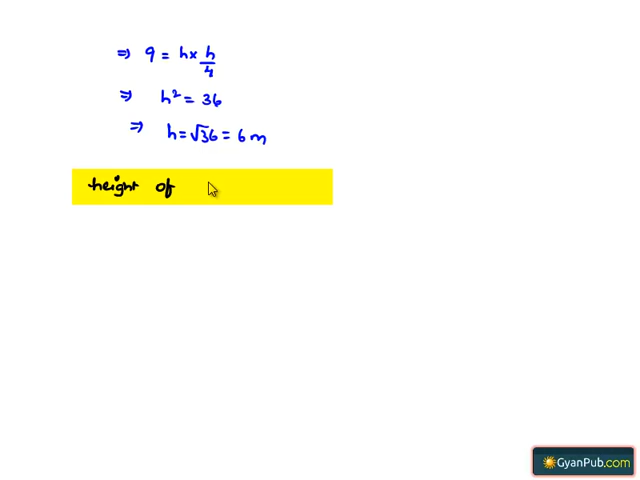 ⇒ 9 = h × h/4
⇒ h² = 36
⇒ h = √36 = 6 m
height of
GyanPub.com